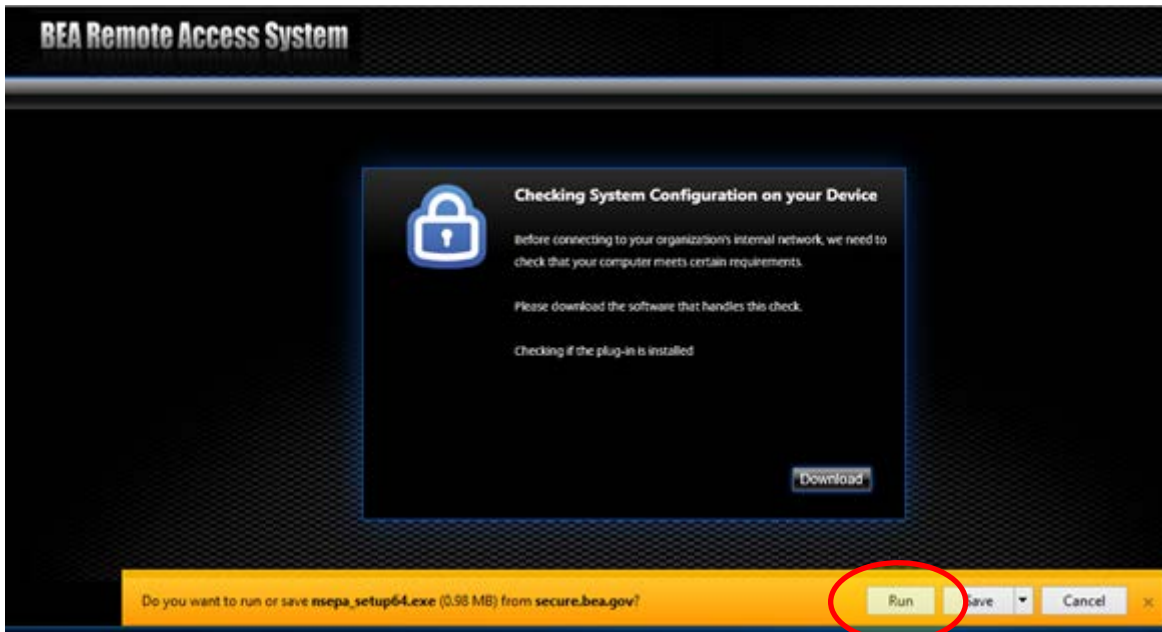 BEA Remote Access System
Checking System Configuration on your Device
Before connecting to your organization's internal network, we need to
check that your computer meets certain requirements.
Please download the software that handles this check.
Checking if the plug-in is installed
Download
Do you want to run or save nsepa_setup64.exe (0.98 MB) from secure.bea.gov?
Run
Save
Cancel
×